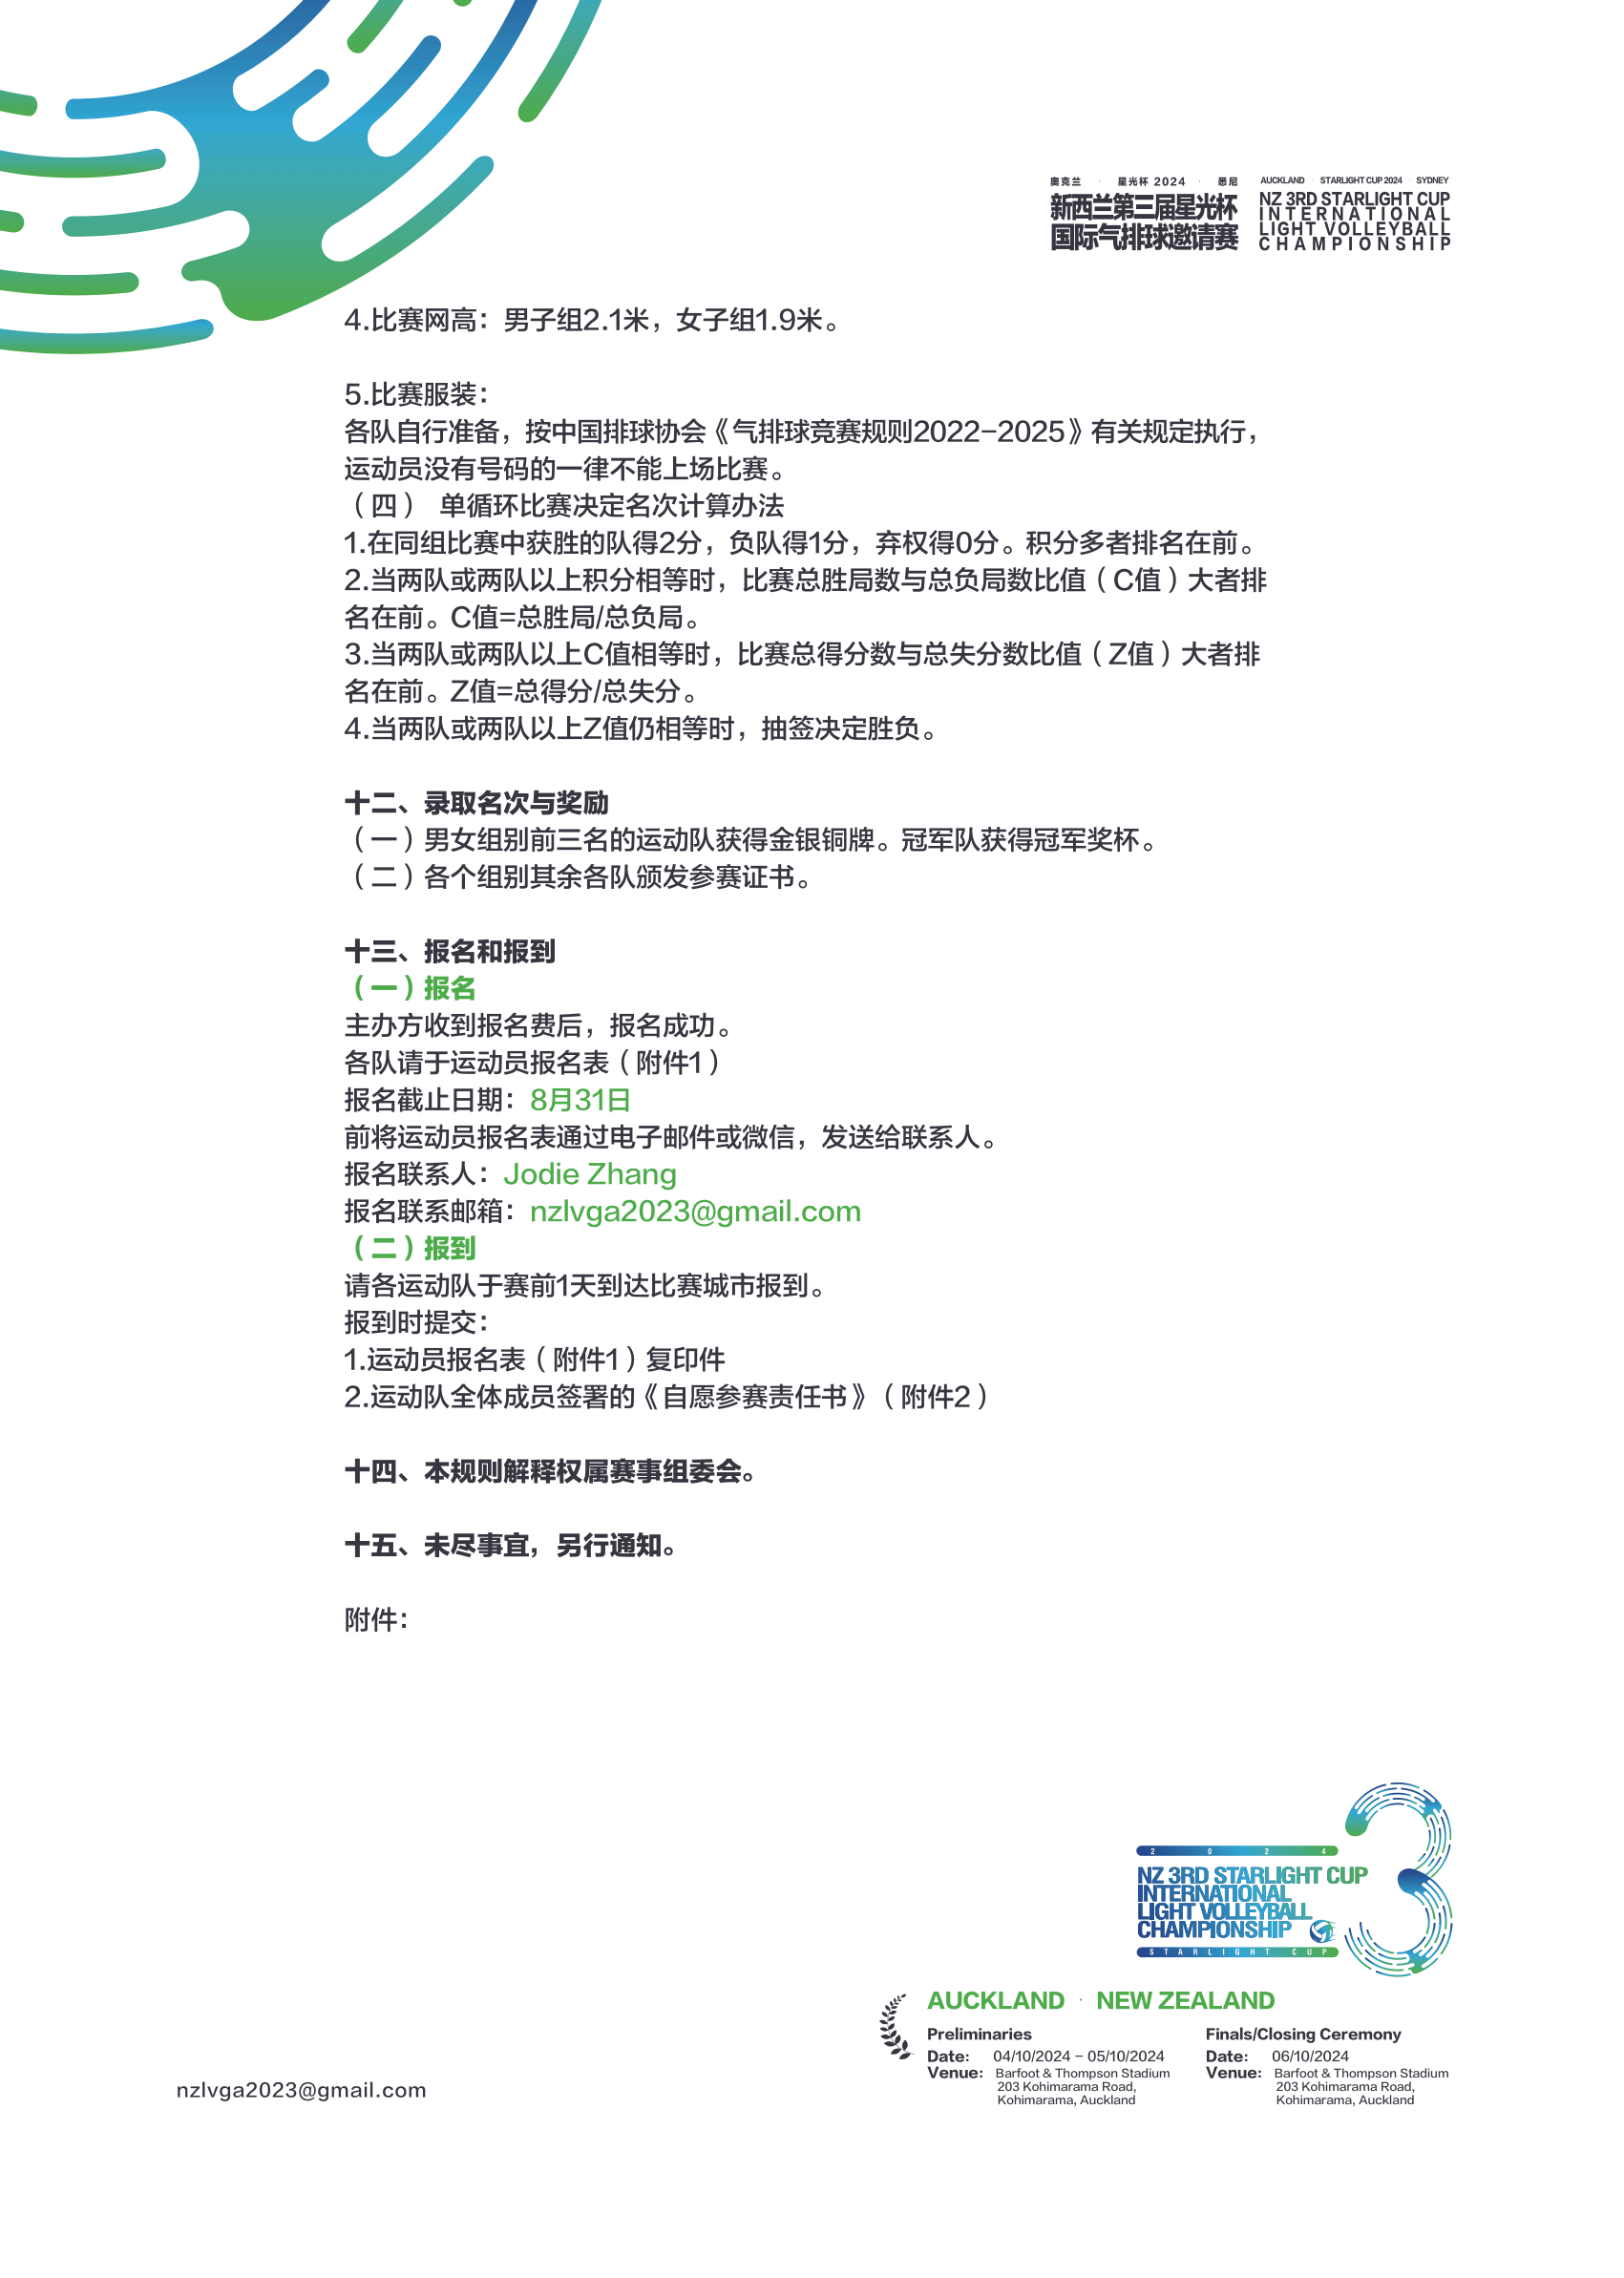 奥克兰 · 星光杯 2024 · 悉尼
新西兰第三届星光杯
国际气排球邀请赛
AUCKLAND · STARLIGHT CUP 2024 · SYDNEY
NZ 3RD STARLIGHT CUP
INTERNATIONAL
LIGHT VOLLEYBALL
CHAMPIONSHIP
4.比赛网高：男子组2.1米，女子组1.9米。
5.比赛服装：
各队自行准备，按中国排球协会《气排球竞赛规则2022-2025》有关规定执行，
运动员没有号码的一律不能上场比赛。
（四） 单循环比赛决定名次计算办法
1.在同组比赛中获胜的队得2分，负队得1分，弃权得0分。积分多者排名在前。
2.当两队或两队以上积分相等时，比赛总胜局数与总负局数比值（C值）大者排
名在前。C值=总胜局/总负局。
3.当两队或两队以上C值相等时，比赛总得分数与总失分数比值（Z值）大者排
名在前。Z值=总得分/总失分。
4.当两队或两队以上Z值仍相等时，抽签决定胜负。
十二、录取名次与奖励
（一）男女组别前三名的运动队获得金银铜牌。冠军队获得冠军奖杯。
（二）各个组别其余各队颁发参赛证书。
十三、报名和报到
（一）报名
主办方收到报名费后，报名成功。
各队请于运动员报名表（附件1）
报名截止日期：8月31日
前将运动员报名表通过电子邮件或微信，发送给联系人。
报名联系人：Jodie Zhang
报名联系邮箱：nzlvga2023@gmail.com
（二）报到
请各运动队于赛前1天到达比赛城市报到。
报到时提交：
1.运动员报名表（附件1）复印件
2.运动队全体成员签署的《自愿参赛责任书》（附件2）
十四、本规则解释权属赛事组委会。
十五、未尽事宜，另行通知。
附件：
2 0 2 4
NZ 3RD STARLIGHT CUP
INTERNATIONAL
LIGHT VOLLEYBALL
CHAMPIONSHIP
STARLIGHT CUP
3
AUCKLAND · NEW ZEALAND
Preliminaries
Date: 04/10/2024 – 05/10/2024
Venue: Barfoot & Thompson Stadium
203 Kohimarama Road,
Kohimarama, Auckland
Finals/Closing Ceremony
Date: 06/10/2024
Venue: Barfoot & Thompson Stadium
203 Kohimarama Road,
Kohimarama, Auckland
nzlvga2023@gmail.com